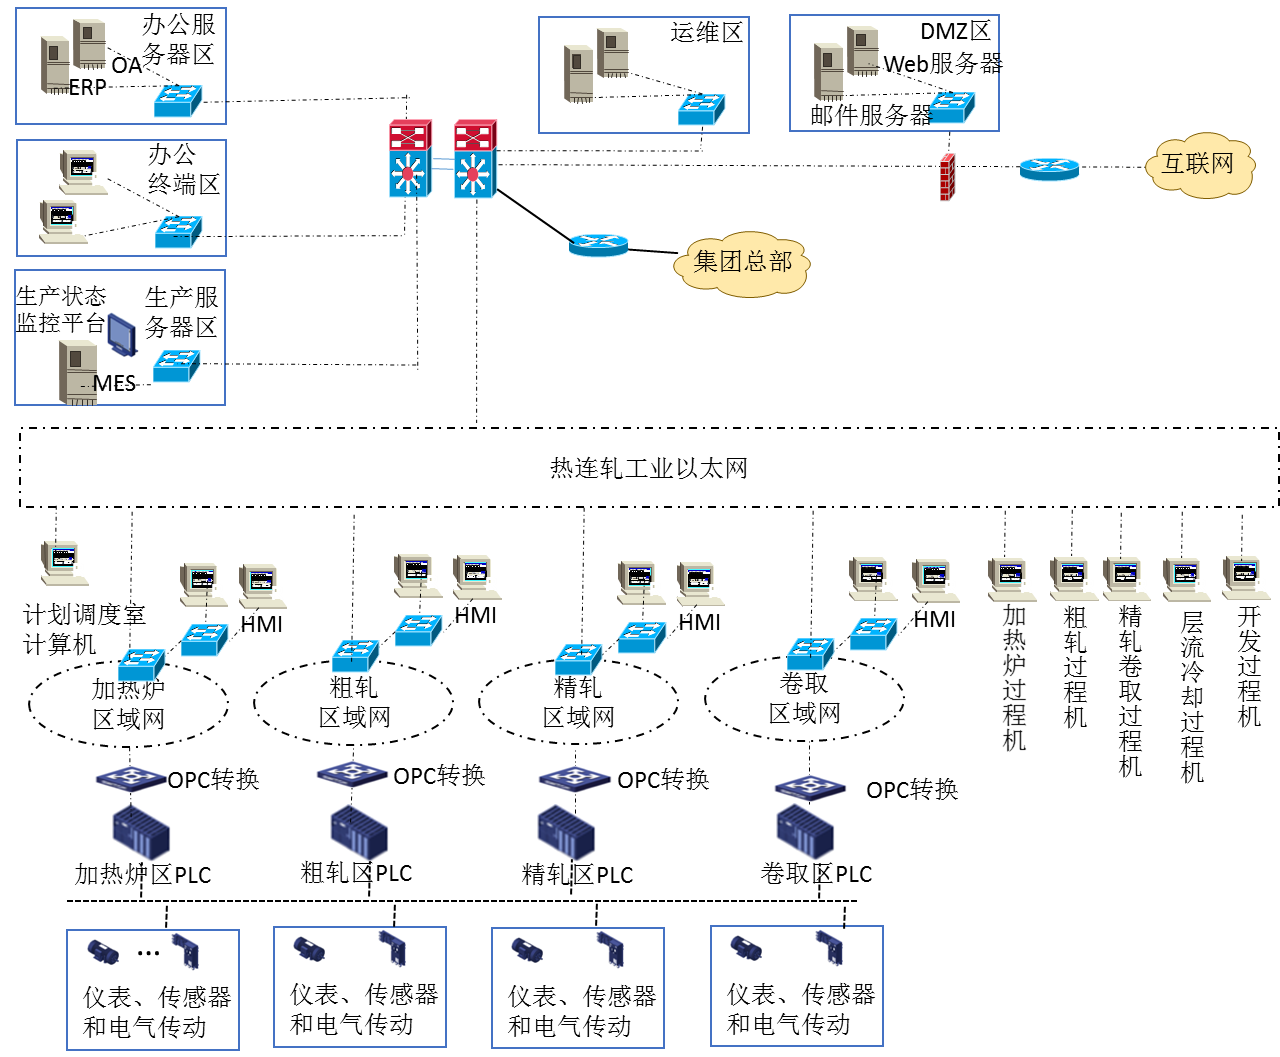 办公服
务器区
OA
ERP
运维区
DMZ区
Web服务器
邮件服务器
互联网
办公
终端区
集团总部
生产状态
监控平台
生产服
务器区
MES
热连轧工业以太网
计划调度室
计算机
HMI
HMI
HMI
HMI
加热炉过程机
粗轧过程机
精轧卷取过程机
层流冷却过程机
开发过程机
加热炉
区域网
粗轧
区域网
精轧
区域网
卷取
区域网
OPC转换
OPC转换
OPC转换
OPC转换
加热炉区PLC
粗轧区PLC
精轧区PLC
卷取区PLC
...
仪表、传感器
和电气传动
仪表、传感器
和电气传动
仪表、传感器
和电气传动
仪表、传感器
和电气传动